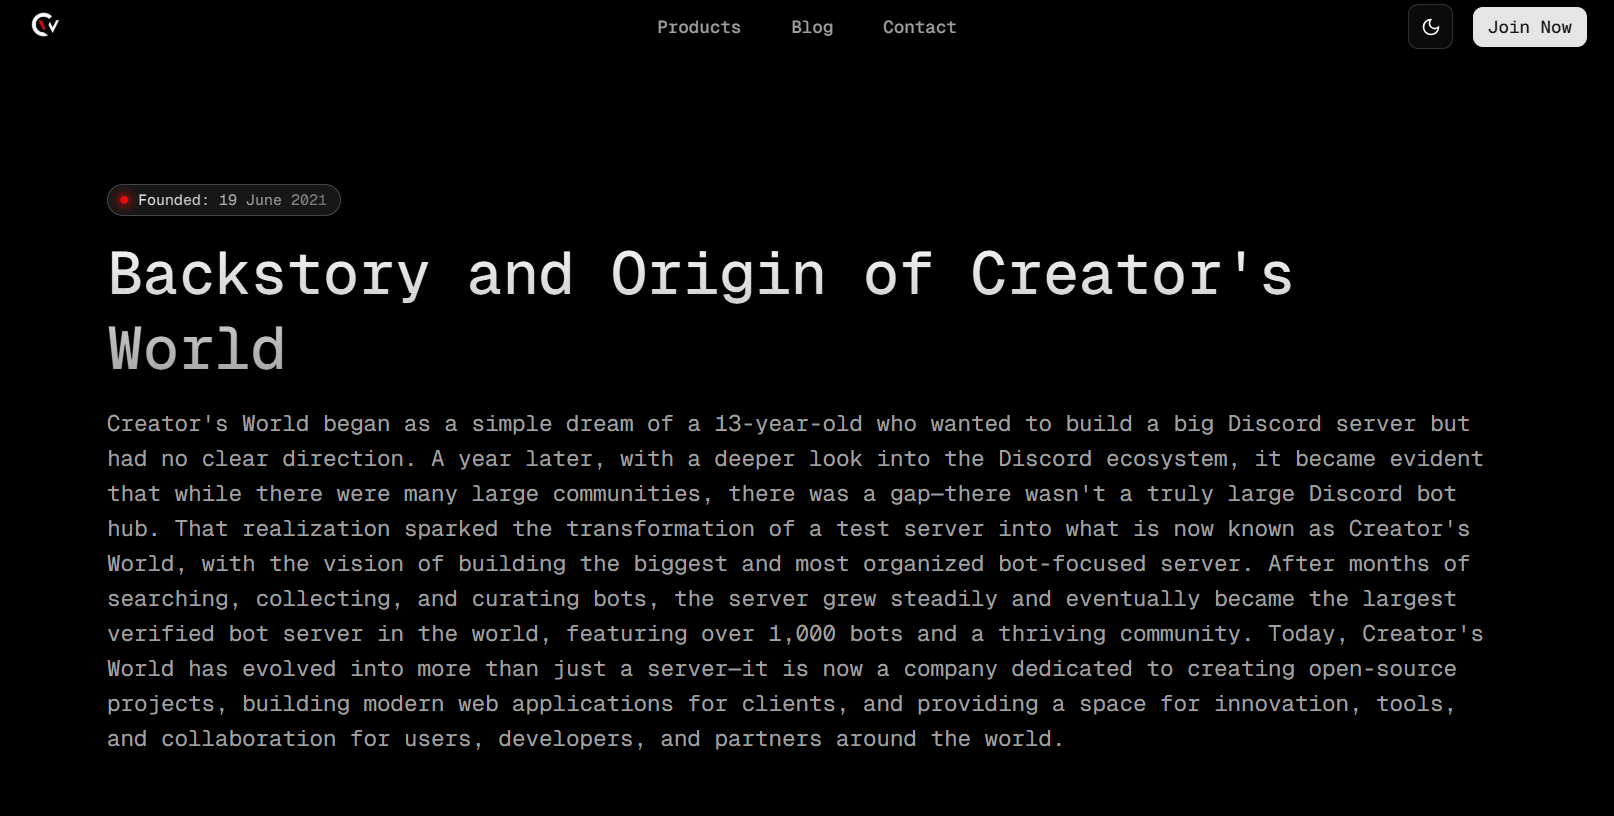 Products Blog Contact Join Now
Founded: 19 June 2021
Backstory and Origin of Creator's
World
Creator's World began as a simple dream of a 13-year-old who wanted to build a big Discord server but
had no clear direction. A year later, with a deeper look into the Discord ecosystem, it became evident
that while there were many large communities, there was a gap—there wasn't a truly large Discord bot
hub. That realization sparked the transformation of a test server into what is now known as Creator's
World, with the vision of building the biggest and most organized bot-focused server. After months of
searching, collecting, and curating bots, the server grew steadily and eventually became the largest
verified bot server in the world, featuring over 1,000 bots and a thriving community. Today, Creator's
World has evolved into more than just a server—it is now a company dedicated to creating open-source
projects, building modern web applications for clients, and providing a space for innovation, tools,
and collaboration for users, developers, and partners around the world.